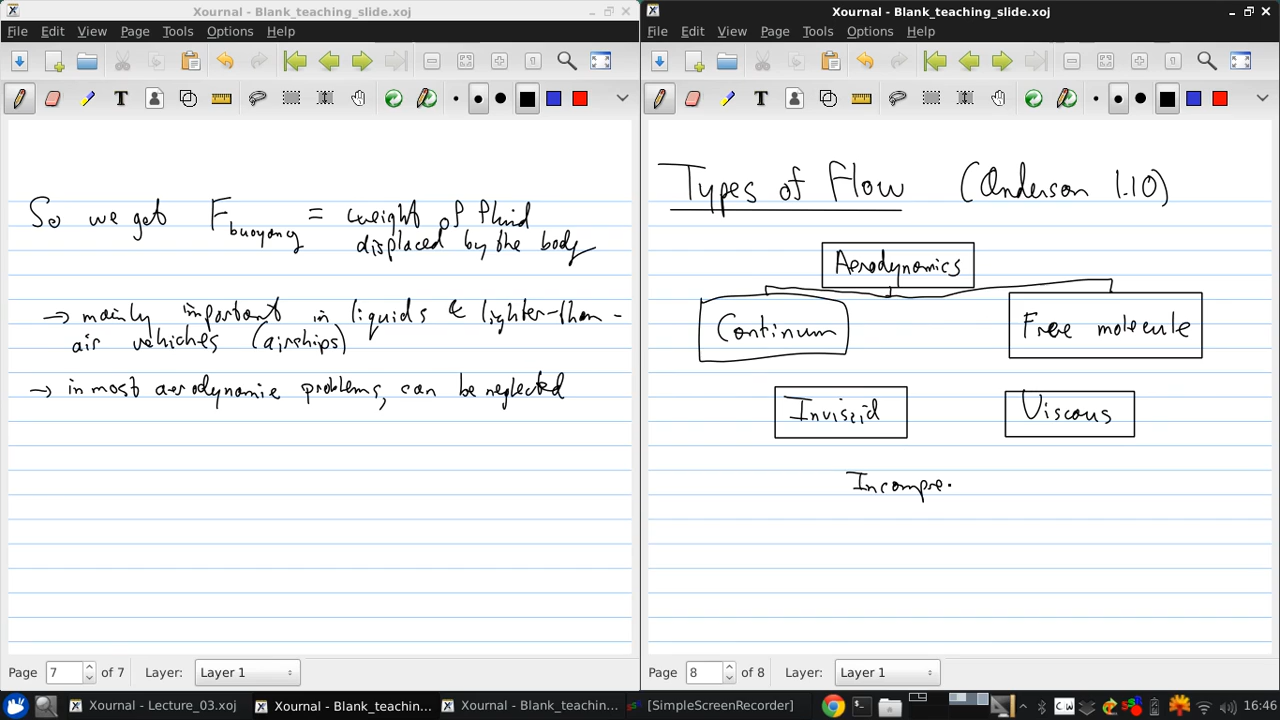 Xournal - Blank_teaching_slide.xoj
File Edit View Page Tools Options Help
So we get F buoyancy = weight of fluid
displaced by the body
→ mainly important in liquids & lighter-than-
air vehicles (airships)
→ in most aerodynamic problems, can be neglected
Page 7 of 7 Layer: Layer 1
Xournal - Blank_teaching_slide.xoj
File Edit View Page Tools Options Help
Types of Flow (Anderson 1.10)
Aerodynamics
Continuum Free molecule
Inviscid Viscous
Incompre
Page 8 of 8 Layer: Layer 1
Xournal - Lecture_03.xoj Xournal - Blank_teachin... Xournal - Blank_teachin... [SimpleScreenRecorder] 16:46